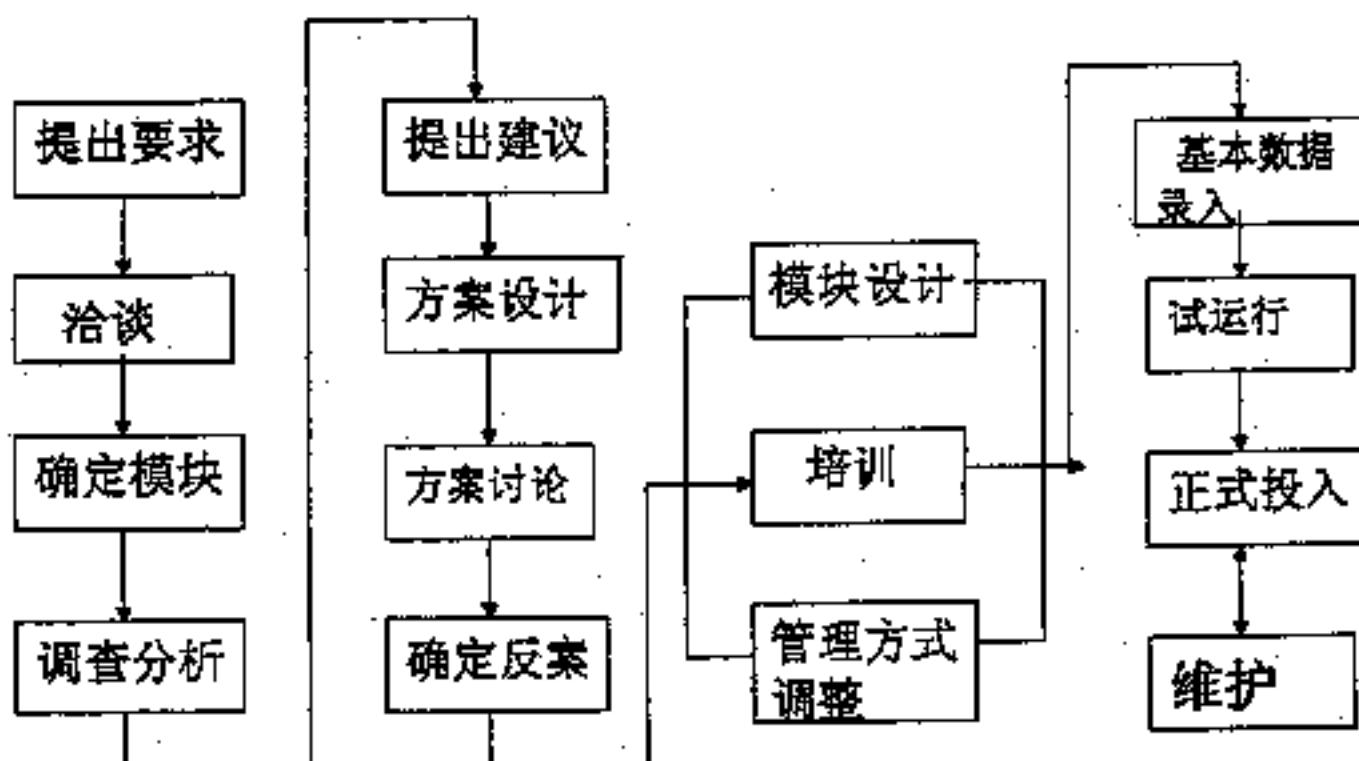 提出要求
洽谈
确定模块
调查分析
提出建议
方案设计
方案讨论
确定反案
模块设计
培训
管理方式
调整
基本数据
录入
试运行
正式投入
维护